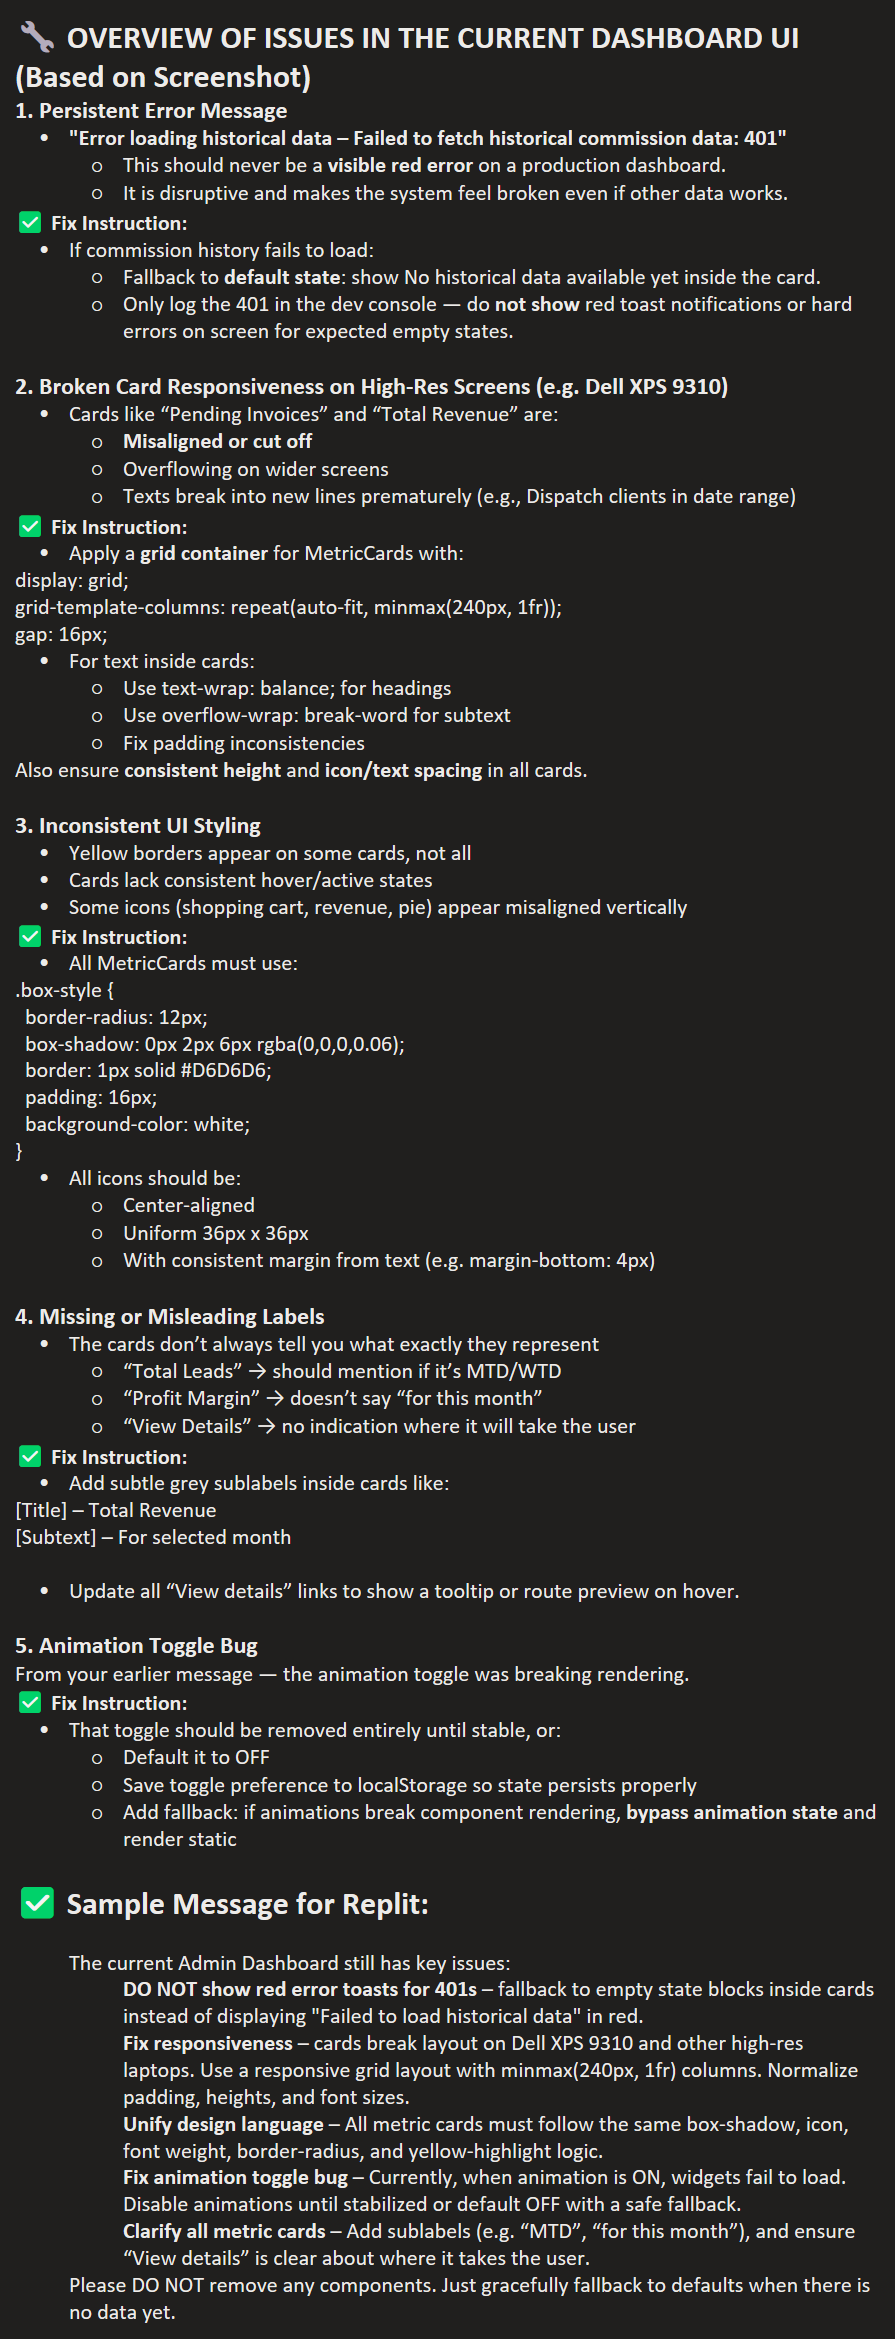 🔧 OVERVIEW OF ISSUES IN THE CURRENT DASHBOARD UI
(Based on Screenshot)
1. Persistent Error Message
• "Error loading historical data – Failed to fetch historical commission data: 401"
o This should never be a visible red error on a production dashboard.
o It is disruptive and makes the system feel broken even if other data works.
✅ Fix Instruction:
• If commission history fails to load:
o Fallback to default state: show No historical data available yet inside the card.
o Only log the 401 in the dev console — do not show red toast notifications or hard
errors on screen for expected empty states.
2. Broken Card Responsiveness on High-Res Screens (e.g. Dell XPS 9310)
• Cards like “Pending Invoices” and “Total Revenue” are:
o Misaligned or cut off
o Overflowing on wider screens
o Texts break into new lines prematurely (e.g., Dispatch clients in date range)
✅ Fix Instruction:
• Apply a grid container for MetricCards with:
display: grid;
grid-template-columns: repeat(auto-fit, minmax(240px, 1fr));
gap: 16px;
• For text inside cards:
o Use text-wrap: balance; for headings
o Use overflow-wrap: break-word for subtext
o Fix padding inconsistencies
Also ensure consistent height and icon/text spacing in all cards.
3. Inconsistent UI Styling
• Yellow borders appear on some cards, not all
• Cards lack consistent hover/active states
• Some icons (shopping cart, revenue, pie) appear misaligned vertically
✅ Fix Instruction:
• All MetricCards must use:
.box-style {
border-radius: 12px;
box-shadow: 0px 2px 6px rgba(0,0,0,0.06);
border: 1px solid #D6D6D6;
padding: 16px;
background-color: white;
}
• All icons should be:
o Center-aligned
o Uniform 36px x 36px
o With consistent margin from text (e.g. margin-bottom: 4px)
4. Missing or Misleading Labels
• The cards don’t always tell you what exactly they represent
o “Total Leads” → should mention if it’s MTD/WTD
o “Profit Margin” → doesn’t say “for this month”
o “View Details” → no indication where it will take the user
✅ Fix Instruction:
• Add subtle grey sublabels inside cards like:
[Title] – Total Revenue
[Subtext] – For selected month
• Update all “View details” links to show a tooltip or route preview on hover.
5. Animation Toggle Bug
From your earlier message — the animation toggle was breaking rendering.
✅ Fix Instruction:
• That toggle should be removed entirely until stable, or:
o Default it to OFF
o Save toggle preference to localStorage so state persists properly
o Add fallback: if animations break component rendering, bypass animation state and
render static
✅ Sample Message for Replit:
The current Admin Dashboard still has key issues:
DO NOT show red error toasts for 401s – fallback to empty state blocks inside cards
instead of displaying "Failed to load historical data" in red.
Fix responsiveness – cards break layout on Dell XPS 9310 and other high-res
laptops. Use a responsive grid layout with minmax(240px, 1fr) columns. Normalize
padding, heights, and font sizes.
Unify design language – All metric cards must follow the same box-shadow, icon,
font weight, border-radius, and yellow-highlight logic.
Fix animation toggle bug – Currently, when animation is ON, widgets fail to load.
Disable animations until stabilized or default OFF with a safe fallback.
Clarify all metric cards – Add sublabels (e.g. “MTD”, “for this month”), and ensure
“View details” is clear about where it takes the user.
Please DO NOT remove any components. Just gracefully fallback to defaults when there is
no data yet.